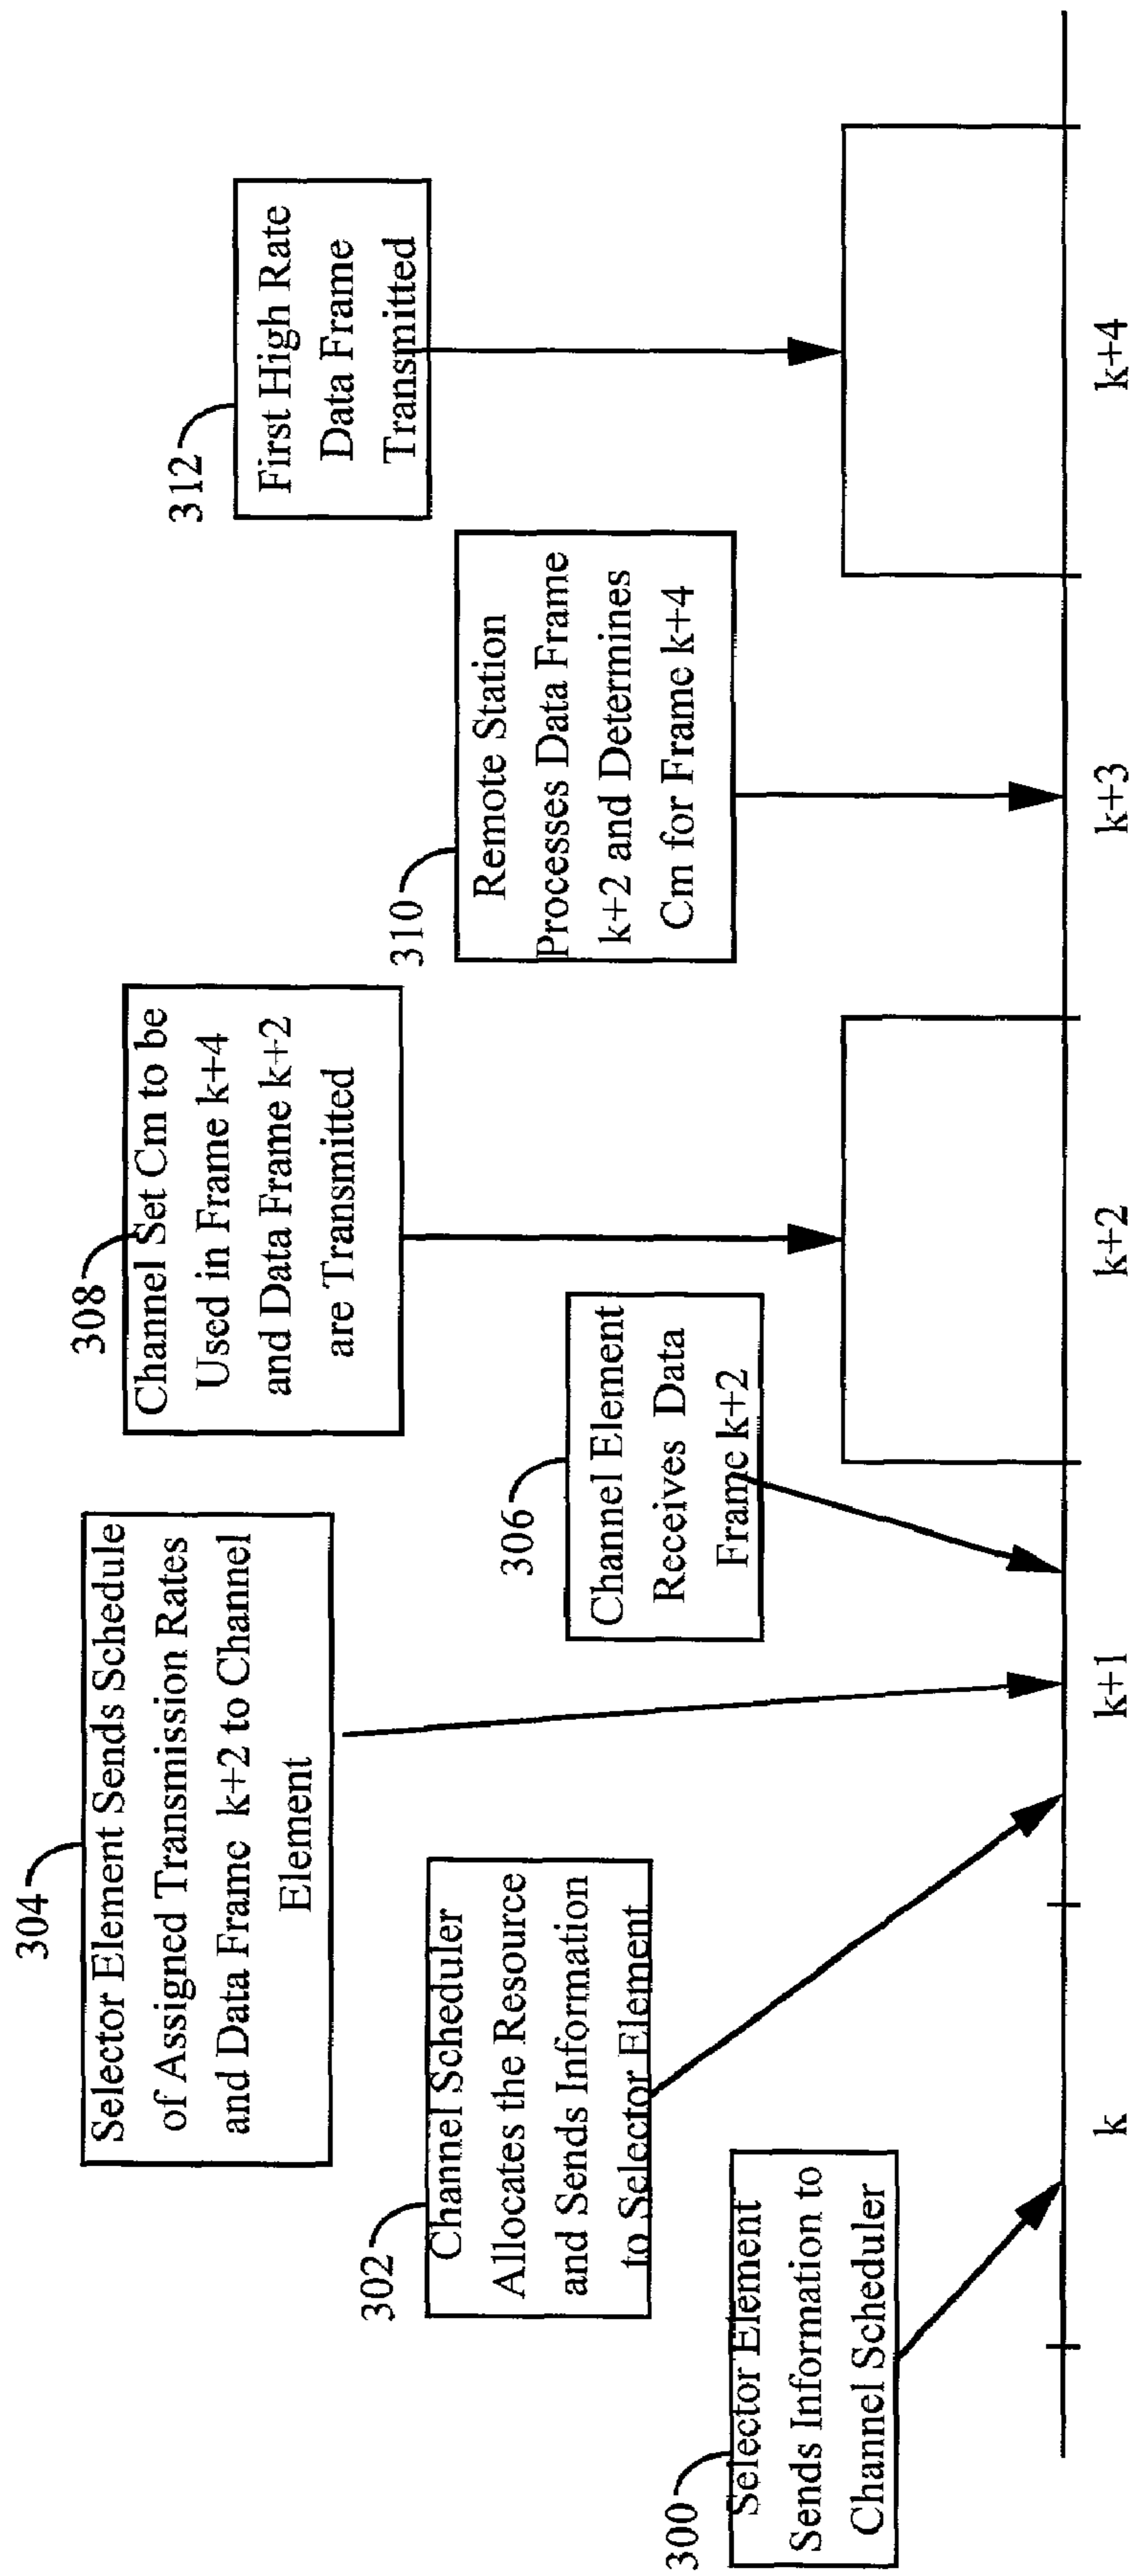 300
Selector Element
Sends Information to
Channel Scheduler
302
Channel Scheduler
Allocates the Resource
and Sends Information
to Selector Element
304
Selector Element Sends Schedule
of Assigned Transmission Rates
and Data Frame k+2 to Channel
Element
306
Channel Element
Receives Data
Frame k+2
308
Channel Set Cm to be
Used in Frame k+4
and Data Frame k+2
are Transmitted
310
Remote Station
Processes Data Frame
k+2 and Determines
Cm for Frame k+4
312
First High Rate
Data Frame
Transmitted
k
k+1
k+2
k+3
k+4